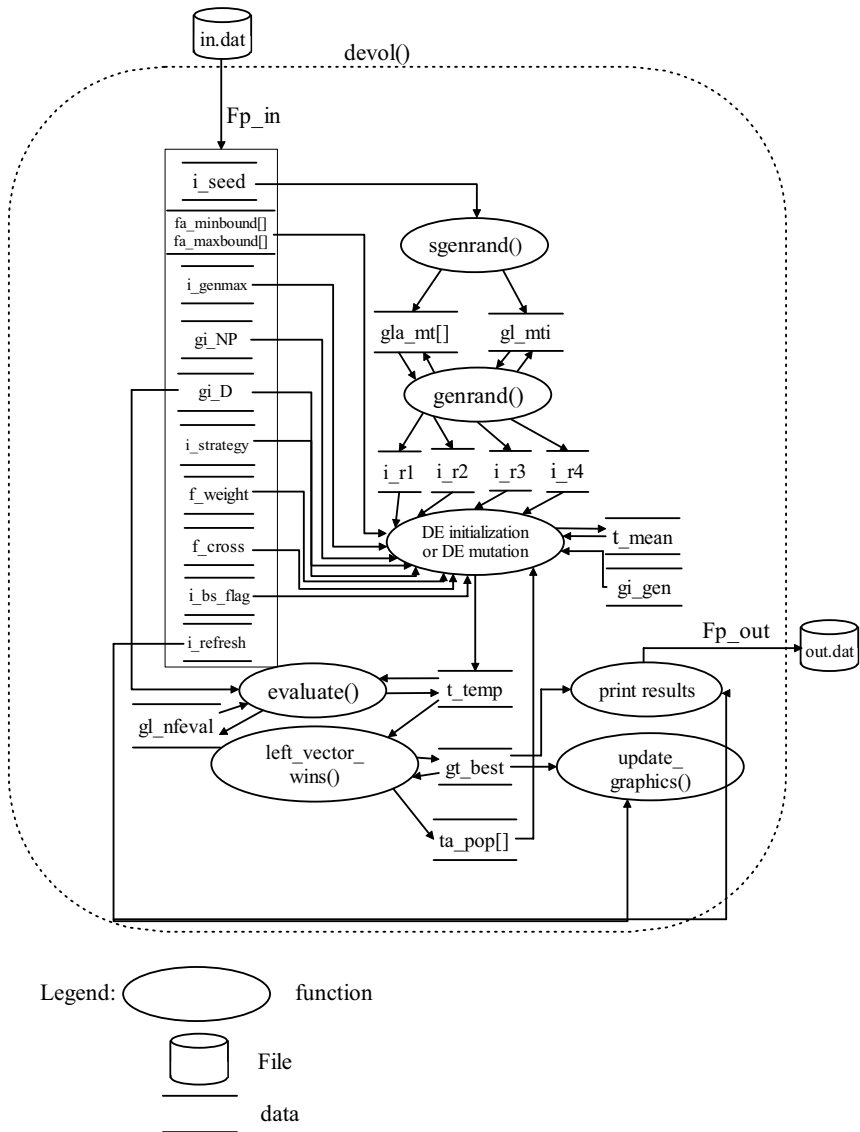 in.dat
devol()
Fp_in
i_seed
fa_minbound[]
fa_maxbound[]
i_genmax
gi_NP
gi_D
i_strategy
f_weight
f_cross
i_bs_flag
i_refresh
sgenrand()
gla_mt[]
gl_mti
genrand()
i_r1
i_r2
i_r3
i_r4
DE initialization
or DE mutation
t_mean
gi_gen
Fp_out
out.dat
evaluate()
t_temp
print results
gl_nfeval
left_vector_
wins()
gt_best
update_
graphics()
ta_pop[]
Legend:
function
File
data